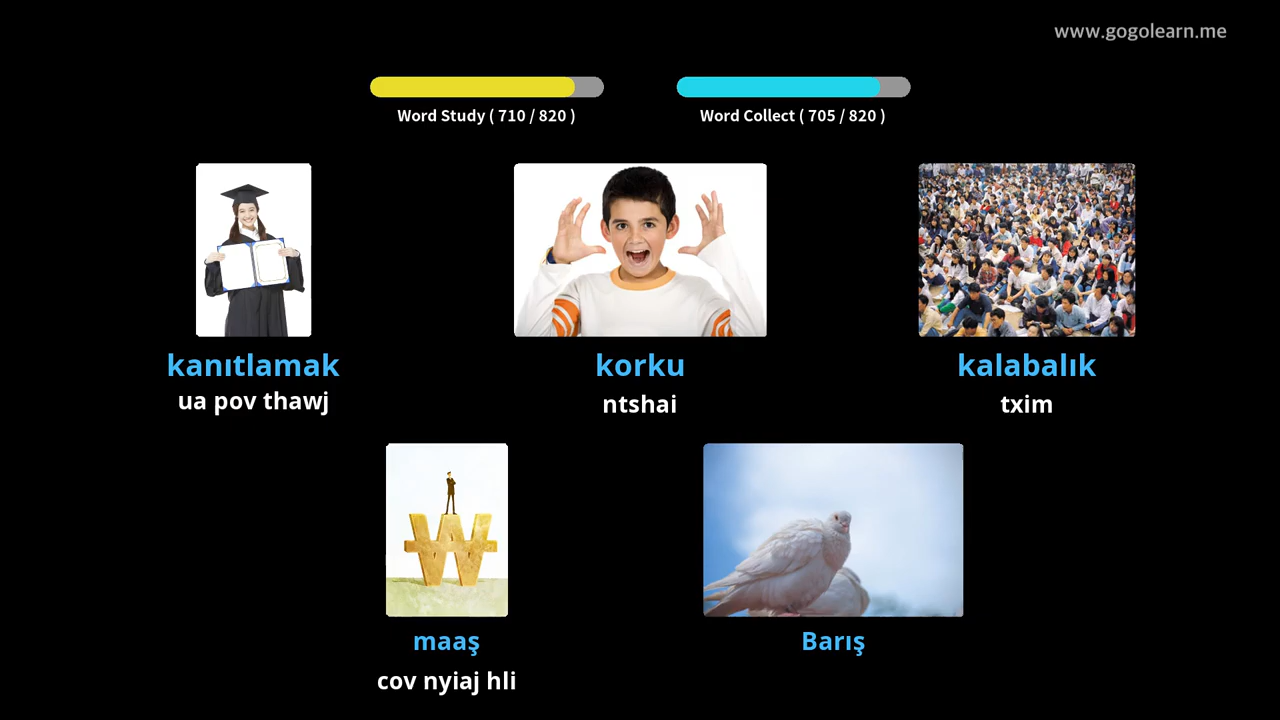 www.gogolearn.me
Word Study ( 710 / 820 )
Word Collect ( 705 / 820 )
kanıtlamak
ua pov thawj
korku
ntshai
kalabalık
txim
maaş
cov nyiaj hli
Barış